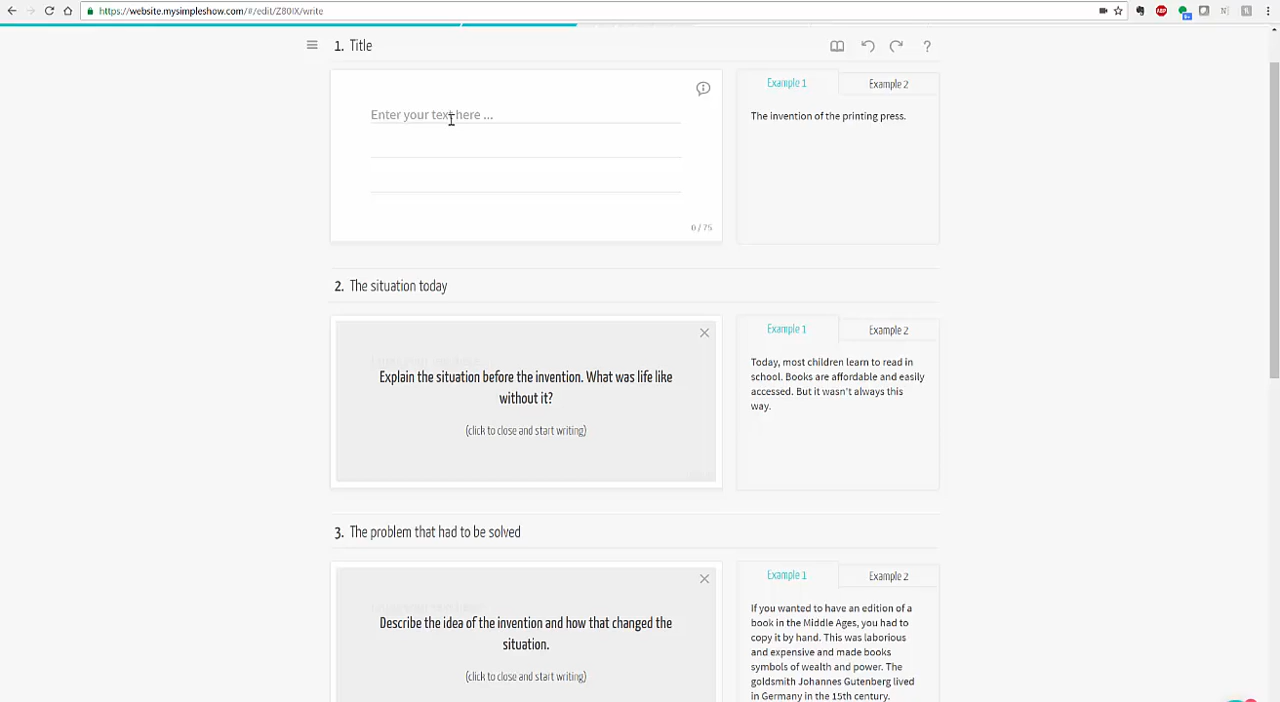 https://website.mysimpleshow.com/#/edit/Z80IX/write
1. Title
Enter your text here ...
0 / 75
Example 1
Example 2
The invention of the printing press.
2. The situation today
Explain the situation before the invention. What was life like
without it?
(click to close and start writing)
Example 1
Example 2
Today, most children learn to read in
school. Books are affordable and easily
accessed. But it wasn't always this
way.
3. The problem that had to be solved
Describe the idea of the invention and how that changed the
situation.
(click to close and start writing)
Example 1
Example 2
If you wanted to have an edition of a
book in the Middle Ages, you had to
copy it by hand. This was laborious
and expensive and made books
symbols of wealth and power. The
goldsmith Johannes Gutenberg lived
in Germany in the 15th century.